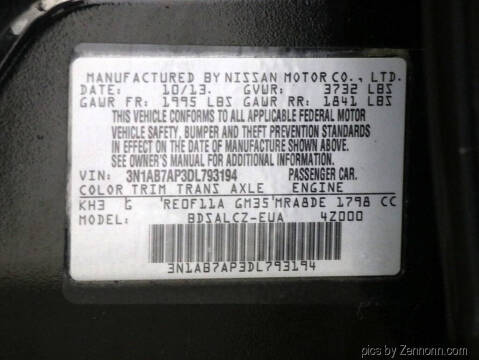 MANUFACTURED BY NISSAN MOTOR CO., LTD.
DATE: 10/13. GVWR: 3732 LBS
GAWR FR: 1995 LBS GAWR RR: 1841 LBS
THIS VEHICLE CONFORMS TO ALL APPLICABLE FEDERAL MOTOR
VEHICLE SAFETY, BUMPER AND THEFT PREVENTION STANDARDS
IN EFFECT ON THE DATE OF MANUFACTURE SHOWN ABOVE.
SEE OWNER'S MANUAL FOR ADDITIONAL INFORMATION.
VIN: 3N1AB7AP3DL793194 PASSENGER CAR.
COLOR TRIM TRANS AXLE ENGINE
KH3 G RE0F11A GM35 MRA8DE 1798 CC
MODEL: BDSALCZ-EUA 4Z000
3N1AB7AP3DL793194
pics by Zennorm.com